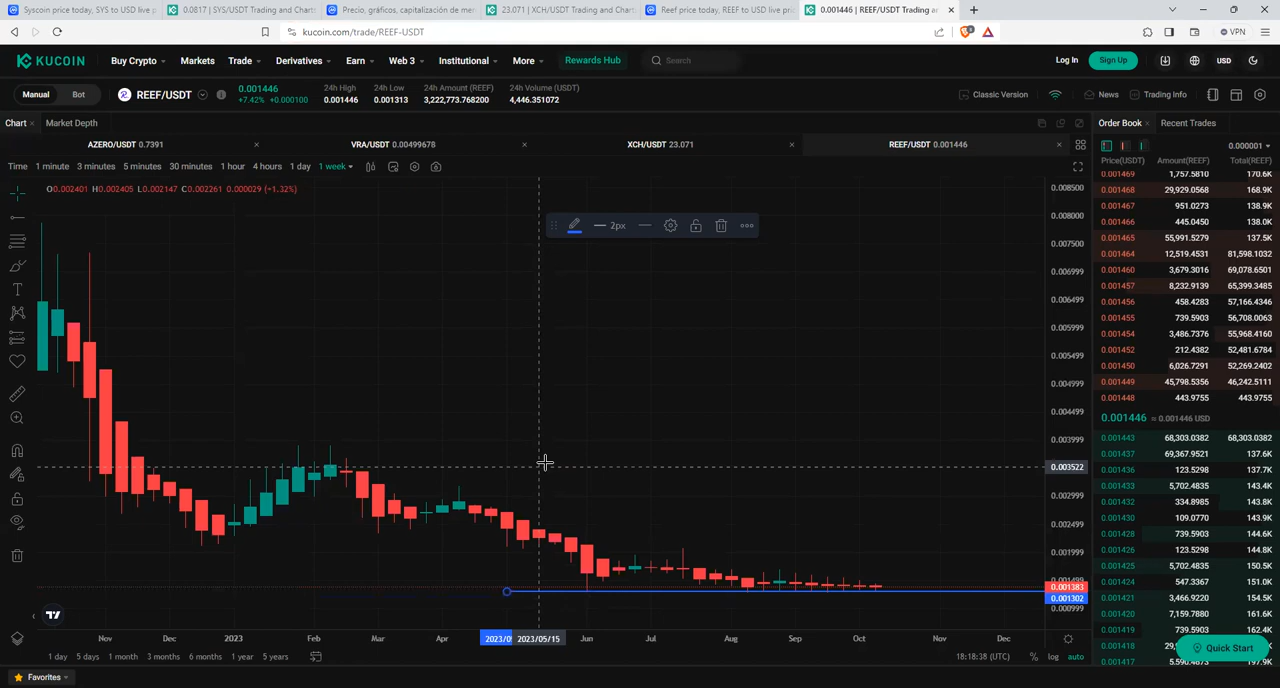 Syscoin price today, SYS to USD live p
0.0817 | SYS/USDT Trading and Chart:
Precio, gráficos, capitalización de mer
23.071 | XCH/USDT Trading and Chart
Reef price today, REEF to USD live pri
0.001446 | REEF/USDT Trading a
kucoin.com/trade/REEF-USDT
VPN
KUCOIN
Buy Crypto
Markets
Trade
Derivatives
Earn
Web 3
Institutional
More
Rewards Hub
Search
Log In
Sign Up
USD
Manual
Bot
REEF/USDT
0.001446
+7.42% +0.000100
24h High
0.001446
24h Low
0.001313
24h Amount (REEF)
3,222,773.768200
24h Volume (USDT)
4,446.351072
Classic Version
News
Trading Info
Chart
Market Depth
Order Book
Recent Trades
AZERO/USDT 0.7391
VRA/USDT 0.00499678
XCH/USDT 23.071
REEF/USDT 0.001446
0.000001
Time
1 minute
3 minutes
5 minutes
30 minutes
1 hour
4 hours
1 day
1 week
Price(USDT) Amount(REEF) Total(REEF)
O0.002401 H0.002405 L0.002147 C0.002261 0.000029 (+1.32%)
2px
0.008500
0.008000
0.007500
0.006999
0.006499
0.005999
0.005499
0.004999
0.004499
0.003999
0.003522
0.002999
0.002499
0.001999
0.001499
0.001383
0.001302
0.000999
0.001469 1,757.5810 170.6K
0.001468 29,929.0568 168.9K
0.001467 951.0273 138.9K
0.001466 445.0450 138.0K
0.001465 55,991.5279 137.5K
0.001464 12,519.4531 81,598.1032
0.001460 3,679.3016 69,078.6501
0.001457 8,232.9139 65,399.3485
0.001456 458.4283 57,166.4346
0.001455 739.5903 56,708.0063
0.001454 3,486.7376 55,968.4160
0.001452 212.4382 52,481.6784
0.001450 6,026.7291 52,269.2402
0.001449 45,798.5356 46,242.5111
0.001448 443.9755 443.9755
0.001446 ≈ 0.001446 USD
0.001443 68,303.0382 68,303.0382
0.001437 69,367.9521 137.6K
0.001436 123.5298 137.7K
0.001433 5,702.4835 143.4K
0.001432 334.8985 143.8K
0.001430 109.0770 143.9K
0.001428 739.5903 144.6K
0.001426 123.5298 144.8K
0.001425 5,702.4835 150.5K
0.001424 547.3367 151.0K
0.001421 3,466.9220 154.5K
0.001420 7,159.7880 161.6K
0.001419 739.5903 162.4K
0.001418
0.001417
Quick Start
Nov
Dec
2023
Feb
Mar
Apr
2023/0
2023/05/15
Jun
Jul
Aug
Sep
Oct
Nov
Dec
1 day
5 days
1 month
3 months
6 months
1 year
5 years
18:18:38 (UTC)
%
log
auto
Favorites